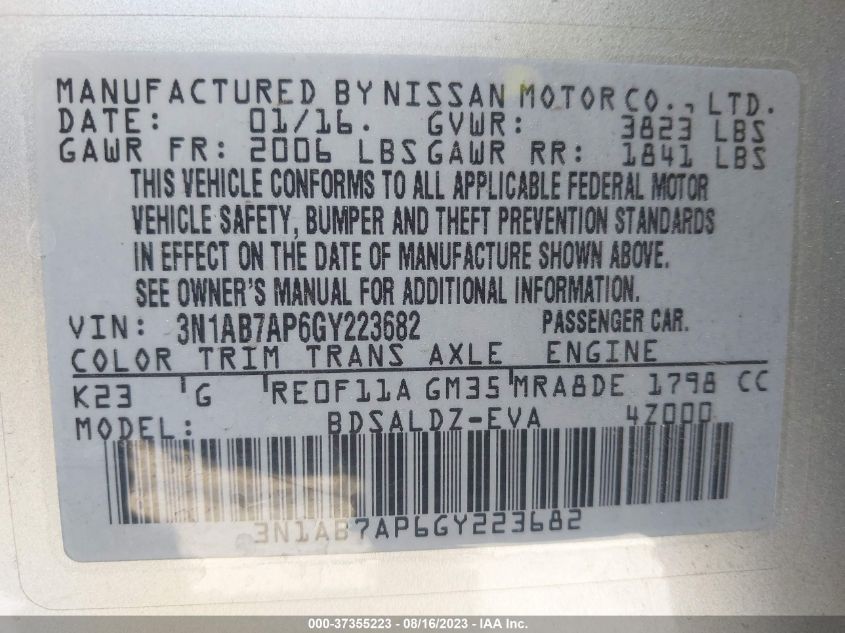 MANUFACTURED BY NISSAN MOTOR CO., LTD.
DATE: 01/16. GVWR: 3823 LBS
GAWR FR: 2006 LBS GAWR RR: 1841 LBS
THIS VEHICLE CONFORMS TO ALL APPLICABLE FEDERAL MOTOR
VEHICLE SAFETY, BUMPER AND THEFT PREVENTION STANDARDS
IN EFFECT ON THE DATE OF MANUFACTURE SHOWN ABOVE.
SEE OWNER'S MANUAL FOR ADDITIONAL INFORMATION.
VIN: 3N1AB7AP6GY223682 PASSENGER CAR.
COLOR TRIM TRANS AXLE ENGINE
K23 G RE0F11A GM35 MRA8DE 1798 CC
MODEL: BDSALDZ-EVA 4Z000
3N1AB7AP6GY223682
000-37355223 - 08/16/2023 - IAA Inc.